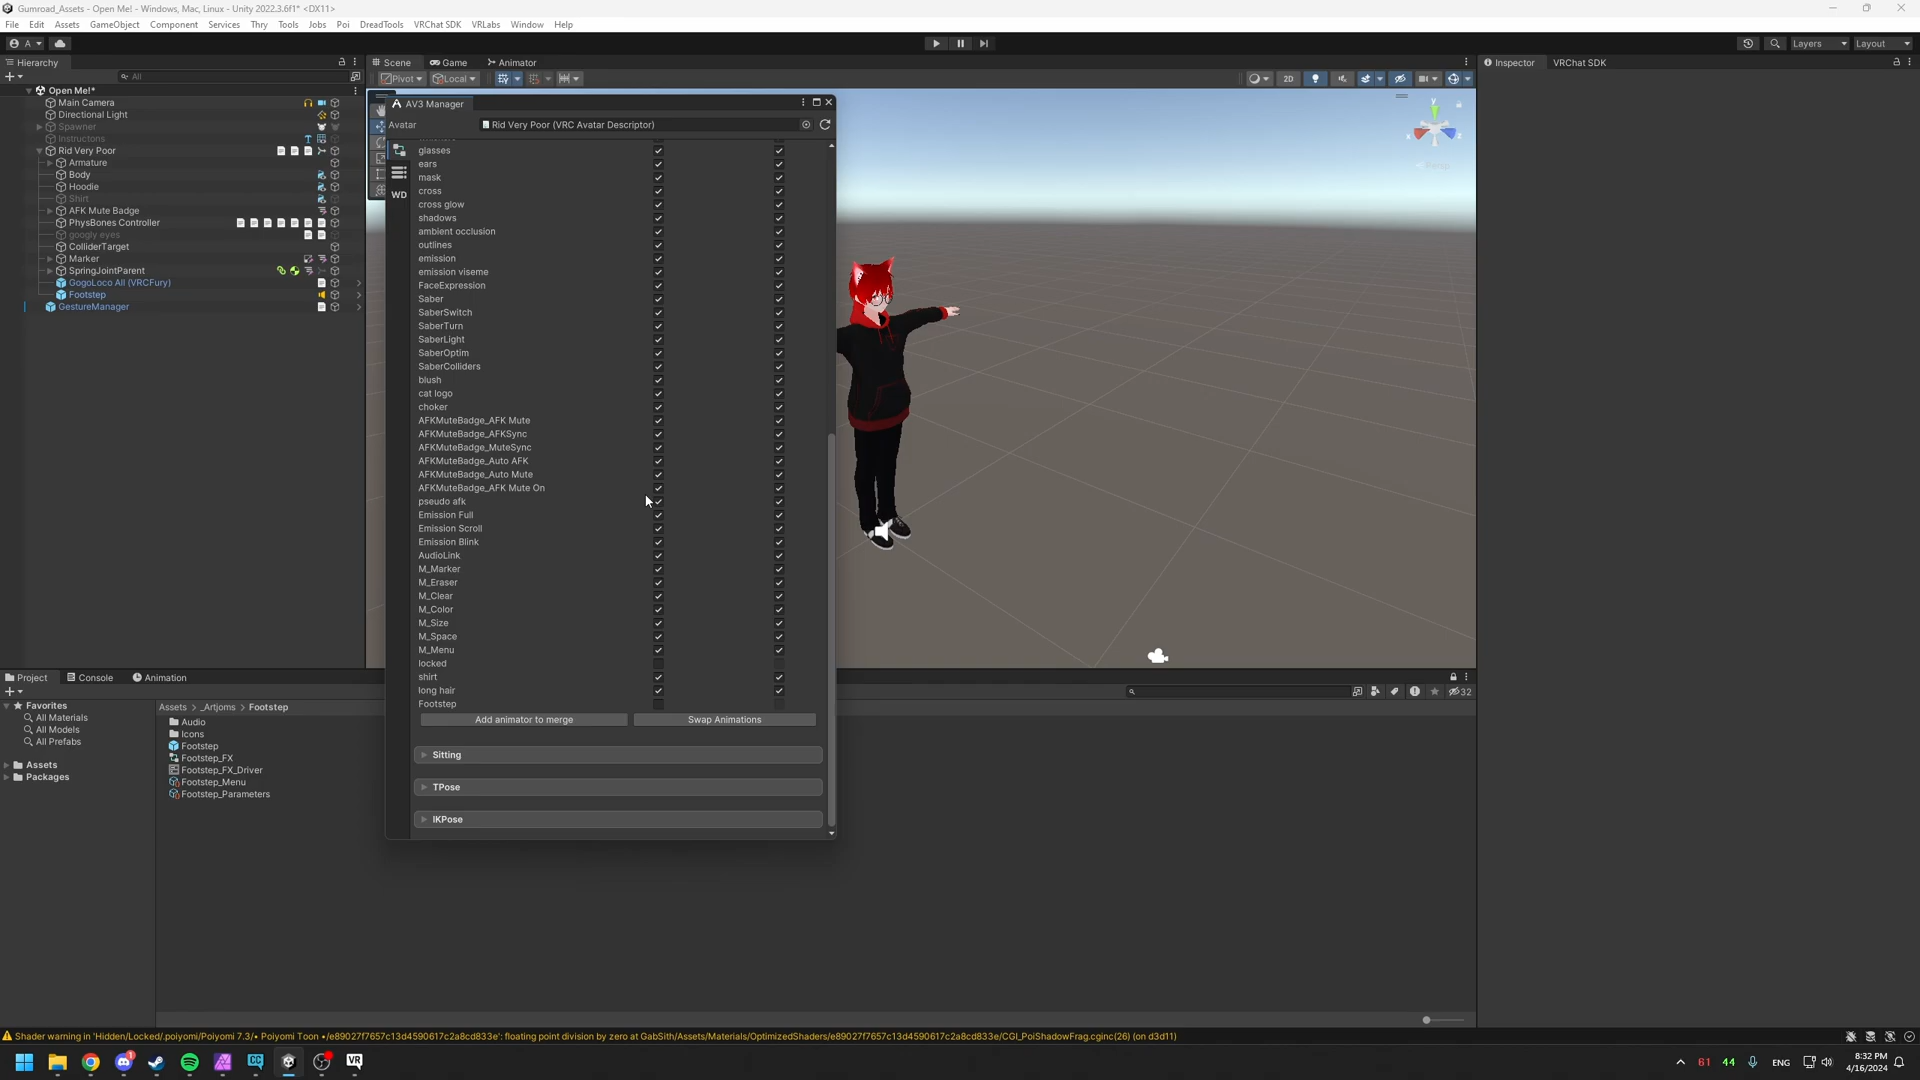 Gumroad_Assets - Open Me! - Windows, Mac, Linux - Unity 2022.3.6f1* <DX11>
File Edit Assets GameObject Component Services Thry Tools Jobs Poi DreadTools VRChat SDK VRLabs Window Help
A Layers Layout
Hierarchy Scene Game Animator Inspector VRChat SDK
All Pivot Local 2D
Open Me!*
Main Camera
Directional Light
Spawner
Instructons
Rid Very Poor
Armature
Body
Hoodie
Shirt
AFK Mute Badge
PhysBones Controller
googly eyes
ColliderTarget
Marker
SpringJointParent
GogoLoco All (VRCFury)
Footstep
GestureManager
AV3 Manager
Avatar Rid Very Poor (VRC Avatar Descriptor)
WD
glasses
ears
mask
cross
cross glow
shadows
ambient occlusion
outlines
emission
emission viseme
FaceExpression
Saber
SaberSwitch
SaberTurn
SaberLight
SaberOptim
SaberColliders
blush
cat logo
choker
AFKMuteBadge_AFK Mute
AFKMuteBadge_AFKSync
AFKMuteBadge_MuteSync
AFKMuteBadge_Auto AFK
AFKMuteBadge_Auto Mute
AFKMuteBadge_AFK Mute On
pseudo afk
Emission Full
Emission Scroll
Emission Blink
AudioLink
M_Marker
M_Eraser
M_Clear
M_Color
M_Size
M_Space
M_Menu
locked
shirt
long hair
Footstep
Add animator to merge Swap Animations
Sitting
TPose
IKPose
y
x z
Persp
Project Console Animation
32
Favorites
All Materials
All Models
All Prefabs
Assets
Packages
Assets > _Artjoms > Footstep
Audio
Icons
Footstep
Footstep_FX
Footstep_FX_Driver
Footstep_Menu
Footstep_Parameters
Shader warning in 'Hidden/Locked/.poiyomi/Poiyomi 7.3/• Poiyomi Toon •/e89027f7657c13d4590617c2a8cd833e': floating point division by zero at GabSith/Assets/Materials/OptimizedShaders/e89027f7657c13d4590617c2a8cd833e/CGI_PoiShadowFrag.cginc(26) (on d3d11)
1 CC VR
61 44 ENG 8:32 PM
4/16/2024